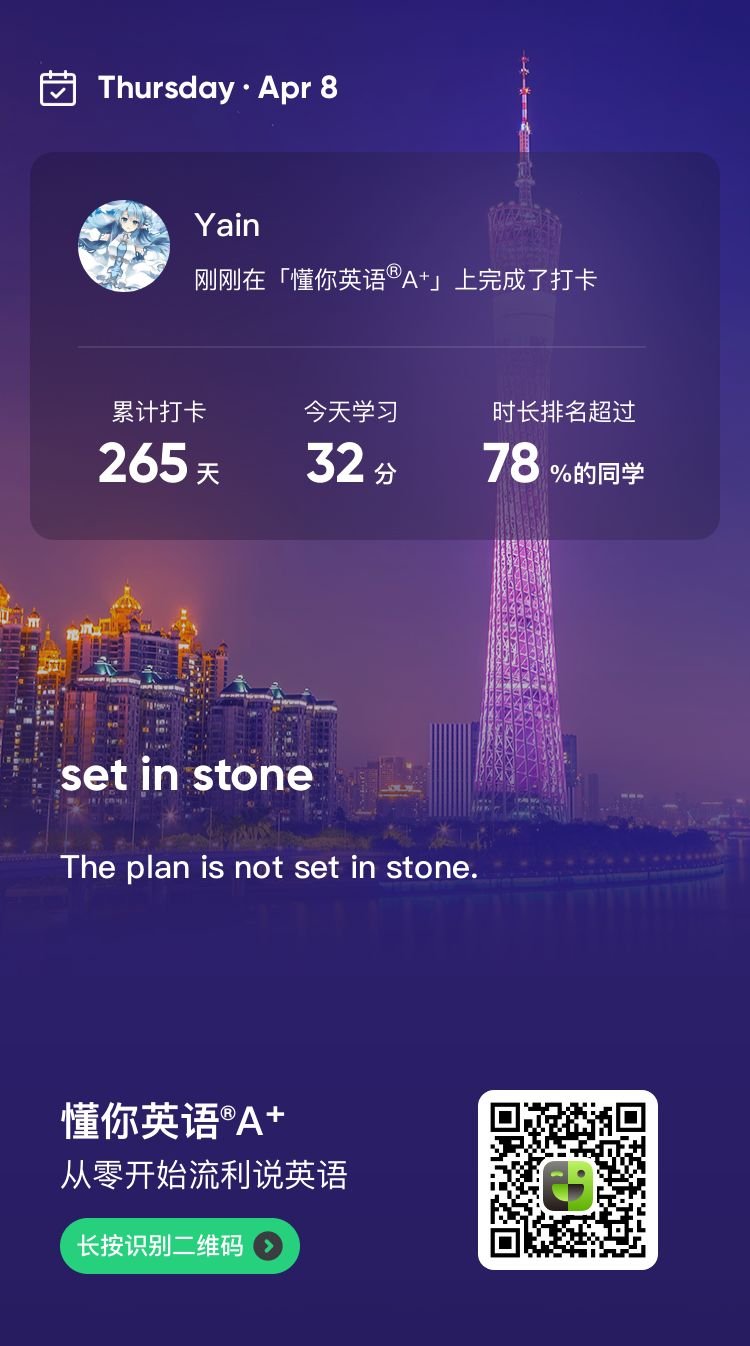 Thursday · Apr 8
Yain
刚刚在「懂你英语®A⁺」上完成了打卡
累计打卡 今天学习 时长排名超过
265 天 32 分 78 %的同学
set in stone
The plan is not set in stone.
懂你英语®A⁺
从零开始流利说英语
长按识别二维码